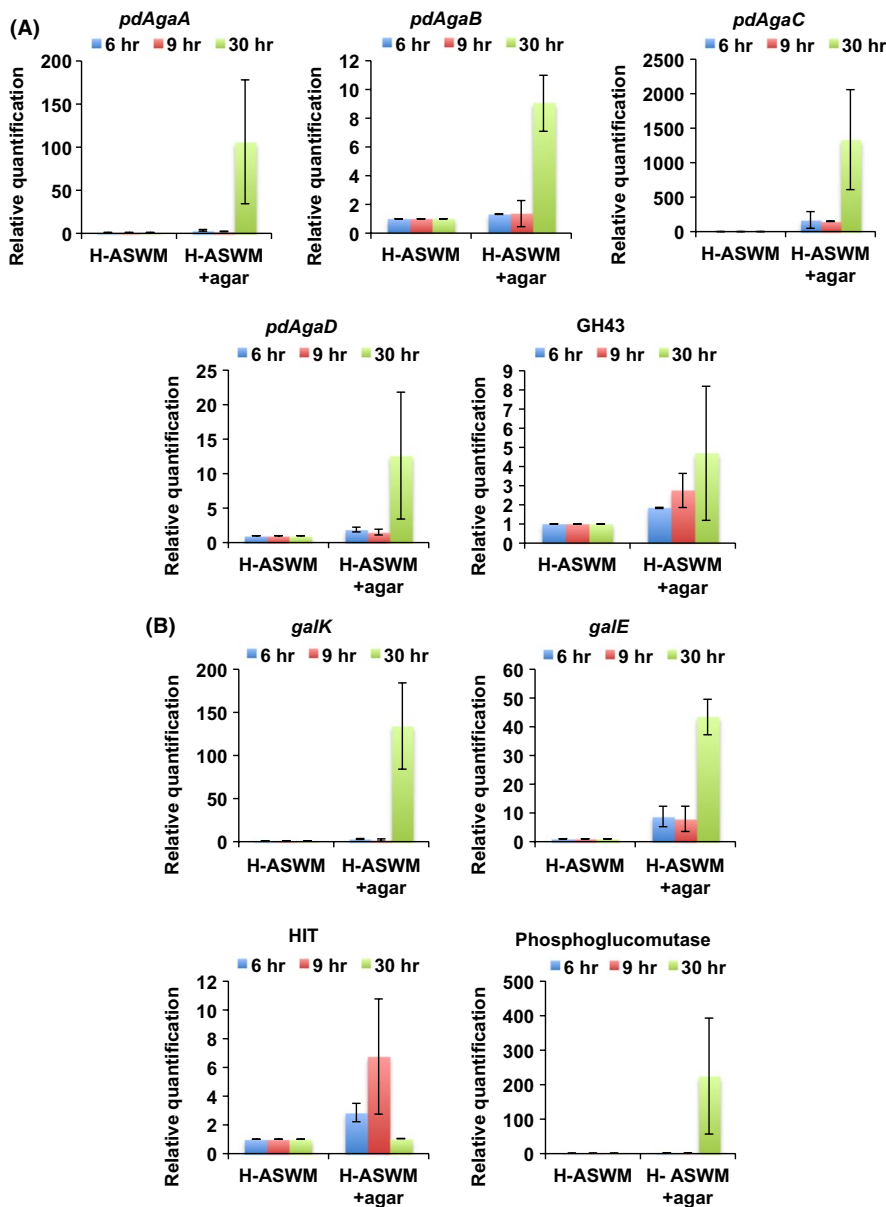 (A)
pdAgaA
6 hr 9 hr 30 hr
Relative quantification
200
150
100
50
0
H-ASWM
H-ASWM
+agar
pdAgaB
6 hr 9 hr 30 hr
Relative quantification
12
10
8
6
4
2
0
H-ASWM
H-ASWM
+agar
pdAgaC
6 hr 9 hr 30 hr
Relative quantification
2500
2000
1500
1000
500
0
H-ASWM
H-ASWM
+agar
pdAgaD
6 hr 9 hr 30 hr
Relative quantification
25
20
15
10
5
0
H-ASWM
H-ASWM
+agar
GH43
6 hr 9 hr 30 hr
Relative quantification
9
8
7
6
5
4
3
2
1
0
H-ASWM
H-ASWM
+agar
(B)
galK
6 hr 9 hr 30 hr
Relative quantification
200
150
100
50
0
H-ASWM
H-ASWM
+agar
galE
6 hr 9 hr 30 hr
Relative quantification
60
50
40
30
20
10
0
H-ASWM
H-ASWM
+agar
HIT
6 hr 9 hr 30 hr
Relative quantification
12
10
8
6
4
2
0
H-ASWM
H-ASWM
+agar
Phosphoglucomutase
6 hr 9 hr 30 hr
Relative quantification
500
400
300
200
100
0
H-ASWM
H- ASWM
+agar